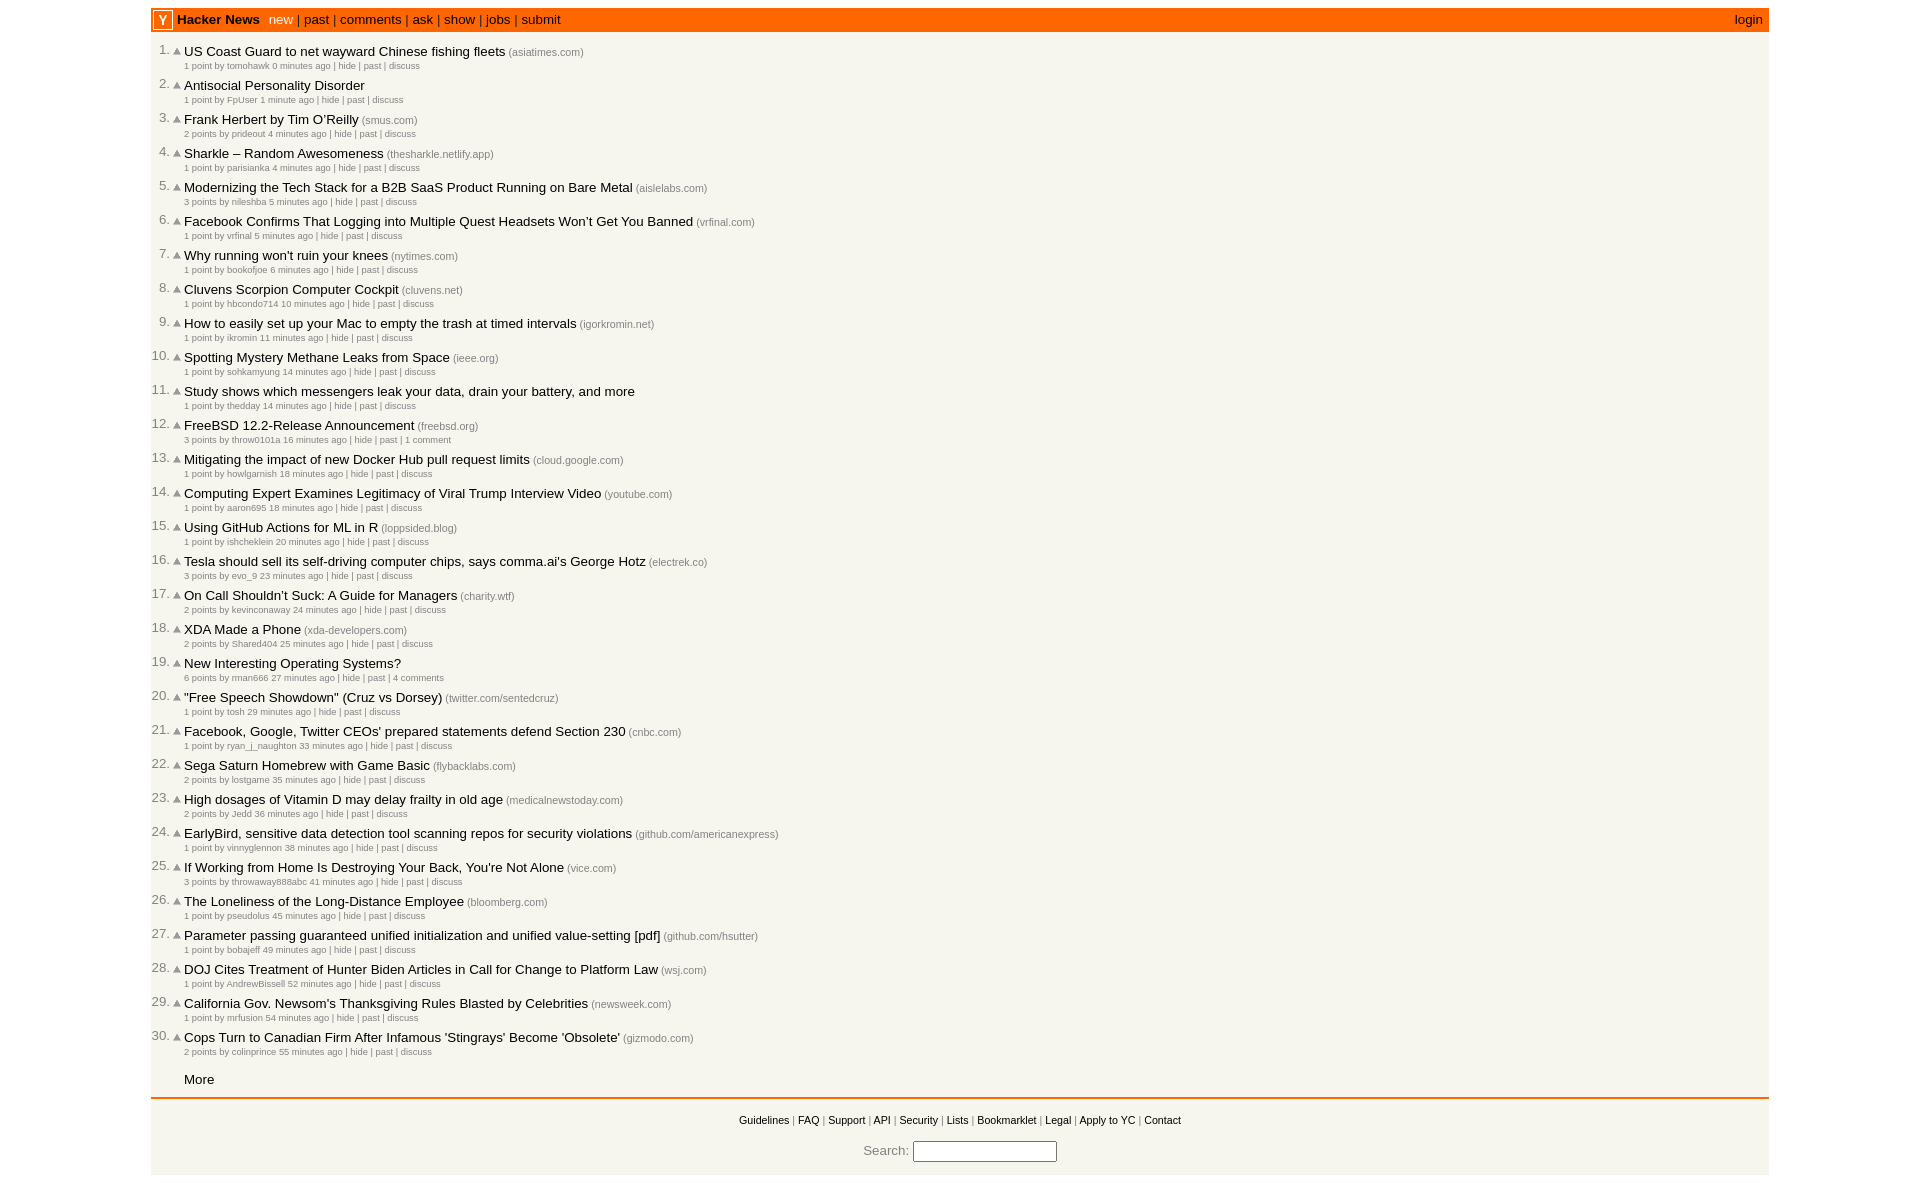 Y Hacker News new | past | comments | ask | show | jobs | submit login
1. US Coast Guard to net wayward Chinese fishing fleets (asiatimes.com)
1 point by tomohawk 0 minutes ago | hide | past | discuss
2. Antisocial Personality Disorder
1 point by FpUser 1 minute ago | hide | past | discuss
3. Frank Herbert by Tim O’Reilly (smus.com)
2 points by prideout 4 minutes ago | hide | past | discuss
4. Sharkle – Random Awesomeness (thesharkle.netlify.app)
1 point by parisianka 4 minutes ago | hide | past | discuss
5. Modernizing the Tech Stack for a B2B SaaS Product Running on Bare Metal (aislelabs.com)
3 points by nileshba 5 minutes ago | hide | past | discuss
6. Facebook Confirms That Logging into Multiple Quest Headsets Won’t Get You Banned (vrfinal.com)
1 point by vrfinal 5 minutes ago | hide | past | discuss
7. Why running won't ruin your knees (nytimes.com)
1 point by bookofjoe 6 minutes ago | hide | past | discuss
8. Cluvens Scorpion Computer Cockpit (cluvens.net)
1 point by hbcondo714 10 minutes ago | hide | past | discuss
9. How to easily set up your Mac to empty the trash at timed intervals (igorkromin.net)
1 point by ikromin 11 minutes ago | hide | past | discuss
10. Spotting Mystery Methane Leaks from Space (ieee.org)
1 point by sohkamyung 14 minutes ago | hide | past | discuss
11. Study shows which messengers leak your data, drain your battery, and more
1 point by thedday 14 minutes ago | hide | past | discuss
12. FreeBSD 12.2-Release Announcement (freebsd.org)
3 points by throw0101a 16 minutes ago | hide | past | 1 comment
13. Mitigating the impact of new Docker Hub pull request limits (cloud.google.com)
1 point by howlgarnish 18 minutes ago | hide | past | discuss
14. Computing Expert Examines Legitimacy of Viral Trump Interview Video (youtube.com)
1 point by aaron695 18 minutes ago | hide | past | discuss
15. Using GitHub Actions for ML in R (loppsided.blog)
1 point by ishcheklein 20 minutes ago | hide | past | discuss
16. Tesla should sell its self-driving computer chips, says comma.ai's George Hotz (electrek.co)
3 points by evo_9 23 minutes ago | hide | past | discuss
17. On Call Shouldn’t Suck: A Guide for Managers (charity.wtf)
2 points by kevinconaway 24 minutes ago | hide | past | discuss
18. XDA Made a Phone (xda-developers.com)
2 points by Shared404 25 minutes ago | hide | past | discuss
19. New Interesting Operating Systems?
6 points by rman666 27 minutes ago | hide | past | 4 comments
20. "Free Speech Showdown" (Cruz vs Dorsey) (twitter.com/sentedcruz)
1 point by tosh 29 minutes ago | hide | past | discuss
21. Facebook, Google, Twitter CEOs' prepared statements defend Section 230 (cnbc.com)
1 point by ryan_j_naughton 33 minutes ago | hide | past | discuss
22. Sega Saturn Homebrew with Game Basic (flybacklabs.com)
2 points by lostgame 35 minutes ago | hide | past | discuss
23. High dosages of Vitamin D may delay frailty in old age (medicalnewstoday.com)
2 points by Jedd 36 minutes ago | hide | past | discuss
24. EarlyBird, sensitive data detection tool scanning repos for security violations (github.com/americanexpress)
1 point by vinnyglennon 38 minutes ago | hide | past | discuss
25. If Working from Home Is Destroying Your Back, You're Not Alone (vice.com)
3 points by throwaway888abc 41 minutes ago | hide | past | discuss
26. The Loneliness of the Long-Distance Employee (bloomberg.com)
1 point by pseudolus 45 minutes ago | hide | past | discuss
27. Parameter passing guaranteed unified initialization and unified value-setting [pdf] (github.com/hsutter)
1 point by bobajeff 49 minutes ago | hide | past | discuss
28. DOJ Cites Treatment of Hunter Biden Articles in Call for Change to Platform Law (wsj.com)
1 point by AndrewBissell 52 minutes ago | hide | past | discuss
29. California Gov. Newsom's Thanksgiving Rules Blasted by Celebrities (newsweek.com)
1 point by mrfusion 54 minutes ago | hide | past | discuss
30. Cops Turn to Canadian Firm After Infamous 'Stingrays' Become 'Obsolete' (gizmodo.com)
2 points by colinprince 55 minutes ago | hide | past | discuss
More
Guidelines | FAQ | Support | API | Security | Lists | Bookmarklet | Legal | Apply to YC | Contact
Search: